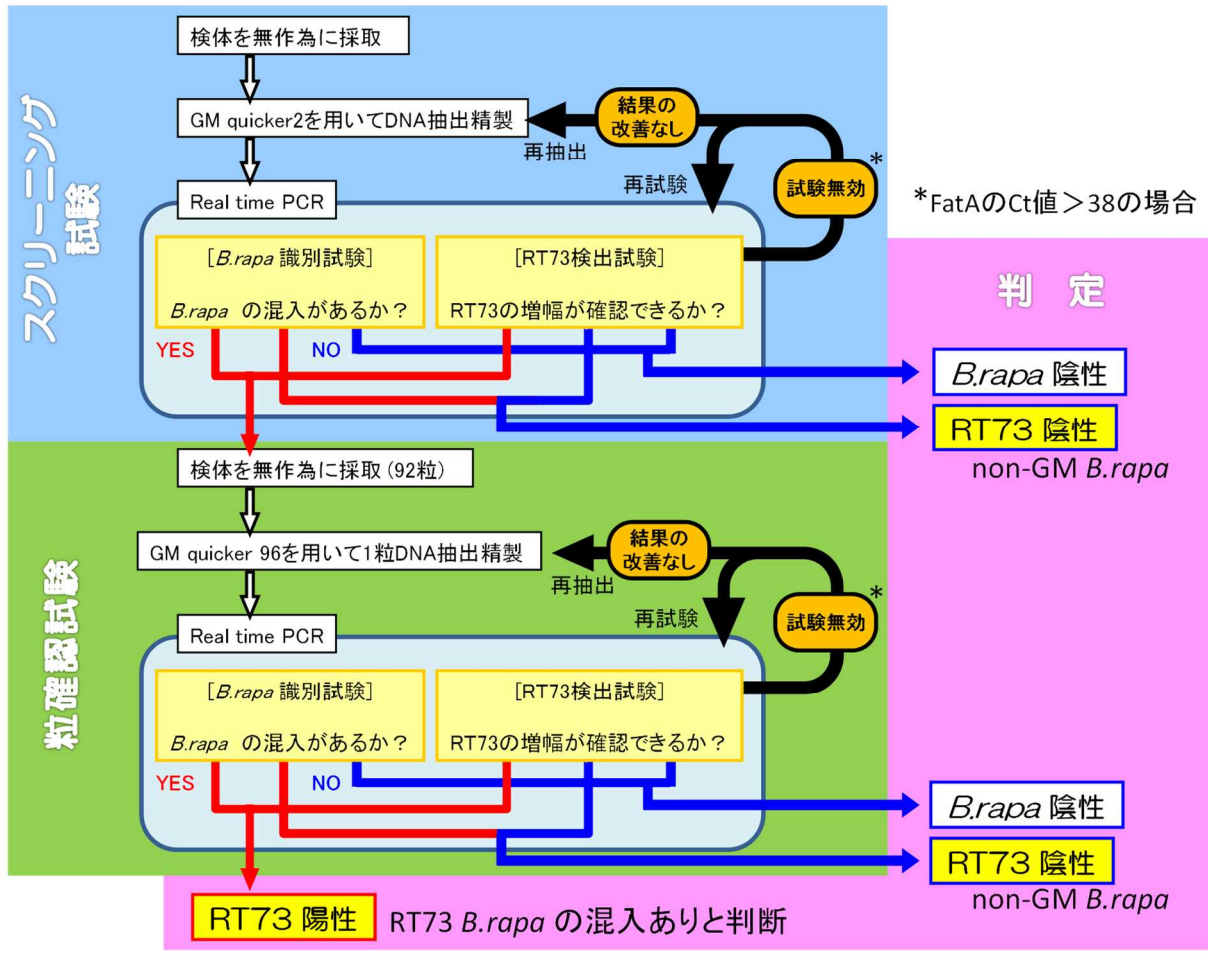 スクリーニング
試験
検体を無作為に採取
GM quicker2を用いてDNA抽出精製
結果の
改善なし
再抽出
再試験
試験無効
*
*FatAのCt値＞38の場合
Real time PCR
[B.rapa 識別試験]
B.rapa の混入があるか？
[RT73検出試験]
RT73の増幅が確認できるか？
YES
NO
判 定
B.rapa 陰性
RT73 陰性
non-GM B.rapa
粒確認試験
検体を無作為に採取 (92粒)
GM quicker 96を用いて1粒DNA抽出精製
結果の
改善なし
再抽出
再試験
試験無効
*
Real time PCR
[B.rapa 識別試験]
B.rapa の混入があるか？
[RT73検出試験]
RT73の増幅が確認できるか？
YES
NO
B.rapa 陰性
RT73 陰性
non-GM B.rapa
RT73 陽性
RT73 B.rapa の混入ありと判断